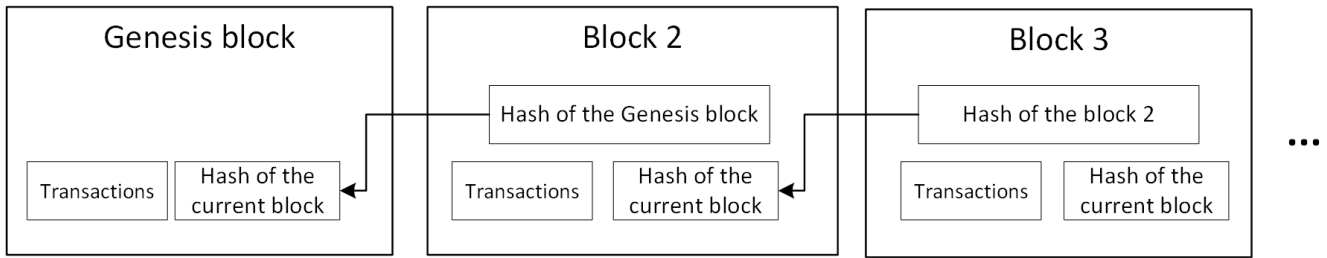 Genesis block
Transactions
Hash of the
current block
Block 2
Hash of the Genesis block
Transactions
Hash of the
current block
Block 3
Hash of the block 2
Transactions
Hash of the
current block
...